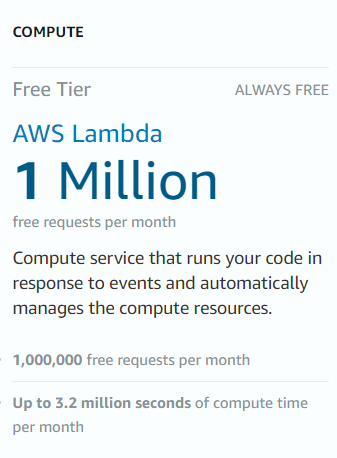 COMPUTE
Free Tier
ALWAYS FREE
AWS Lambda
1 Million
free requests per month
Compute service that runs your code in
response to events and automatically
manages the compute resources.
1,000,000 free requests per month
Up to 3.2 million seconds of compute time
per month